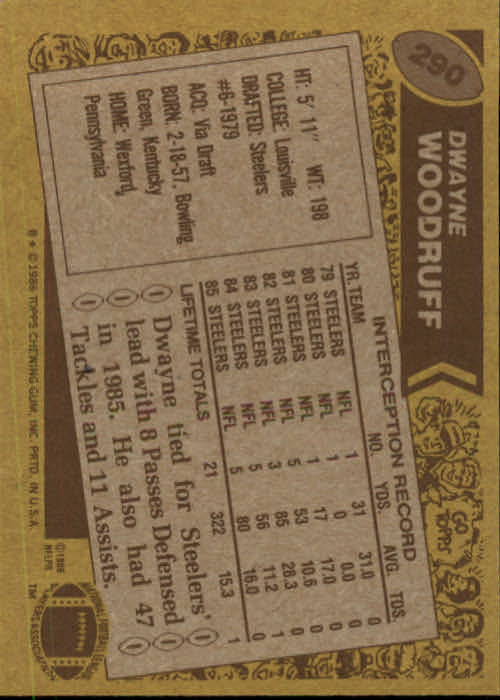 290
DWAYNE
WOODRUFF
HT: 5' 11" WT: 198
COLLEGE: Louisville
DRAFTED: Steelers
#6-1979
ACQ: Via Draft
BORN: 2-18-57, Bowling
Green, Kentucky
HOME: Wexford,
Pennsylvania
INTERCEPTION RECORD
YR. TEAM NO. YDS. AVG. TDS.
79 STEELERS NFL 1 31 31.0 0
80 STEELERS NFL 1 0 0.0 0
81 STEELERS NFL 1 17 17.0 0
82 STEELERS NFL 5 53 10.6 0
83 STEELERS NFL 3 85 28.3 0
84 STEELERS NFL 5 56 11.2 1
85 STEELERS NFL 5 80 16.0 0
LIFETIME TOTALS 21 322 15.3 1
Dwayne tied for Steelers'
lead with 8 Passes Defensed
in 1985. He also had 47
Tackles and 11 Assists.
GO
TOPPS
©1986
NFLPA
TM
B * © 1986 TOPPS CHEWING GUM, INC. PRTD. IN U.S.A.